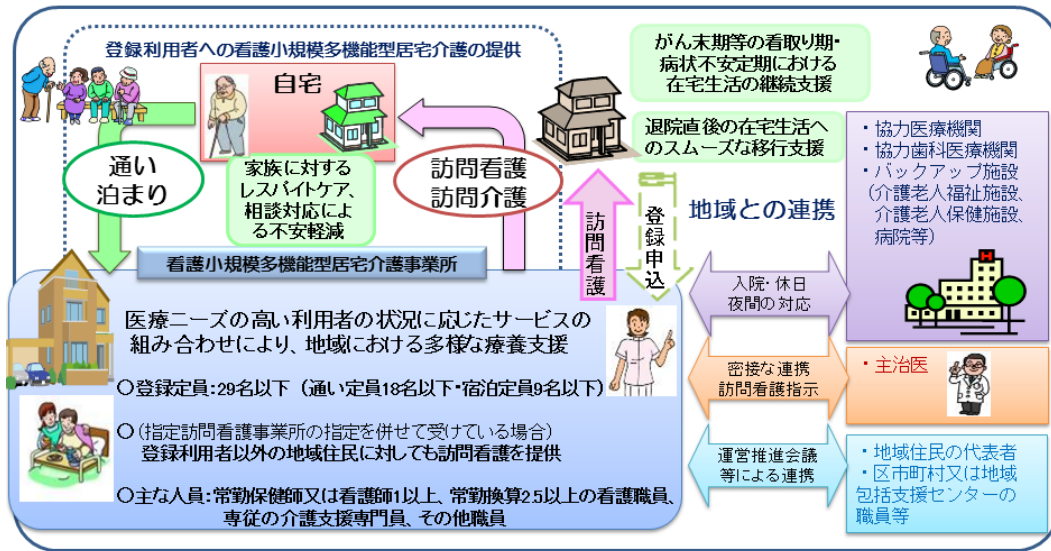 登録利用者への看護小規模多機能型居宅介護の提供
自宅
通い
泊まり
家族に対する
レスパイトケア、
相談対応によ
る不安軽減
訪問看護
訪問介護
がん末期等の看取り期・
病状不安定期における
在宅生活の継続支援
退院直後の在宅生活へ
のスムーズな移行支援
訪問看護
登録申込
地域との連携
・協力医療機関
・協力歯科医療機関
・バックアップ施設
(介護老人福祉施設、
介護老人保健施設、
病院等)
看護小規模多機能型居宅介護事業所
医療ニーズの高い利用者の状況に応じたサービスの
組み合わせにより、地域における多様な療養支援
○登録定員:29名以下 (通い定員18名以下・宿泊定員9名以下)
○(指定訪問看護事業所の指定を併せて受けている場合)
登録利用者以外の地域住民に対しても訪問看護を提供
○主な人員:常勤保健師又は看護師1以上、常勤換算2.5以上の看護職員、
専従の介護支援専門員、その他職員
入院・休日
夜間の対応
密接な連携
訪問看護指示
・主治医
運営推進会議
等による連携
・地域住民の代表者
・区市町村又は地域
包括支援センターの
職員等